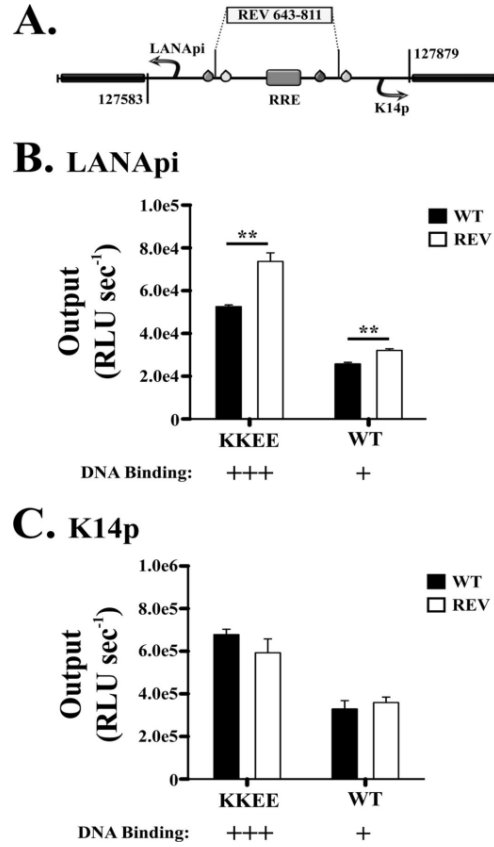 A.
REV 643-811
LANApi
127879
127583
RRE
K14p
B. LANApi
1.0e5
8.0e4
6.0e4
4.0e4
2.0e4
0
Output
(RLU sec-1)
**
**
WT
REV
KKEE
WT
DNA Binding:
+++
+
C. K14p
1.0e6
8.0e5
6.0e5
4.0e5
2.0e5
0
Output
(RLU sec-1)
WT
REV
KKEE
WT
DNA Binding:
+++
+